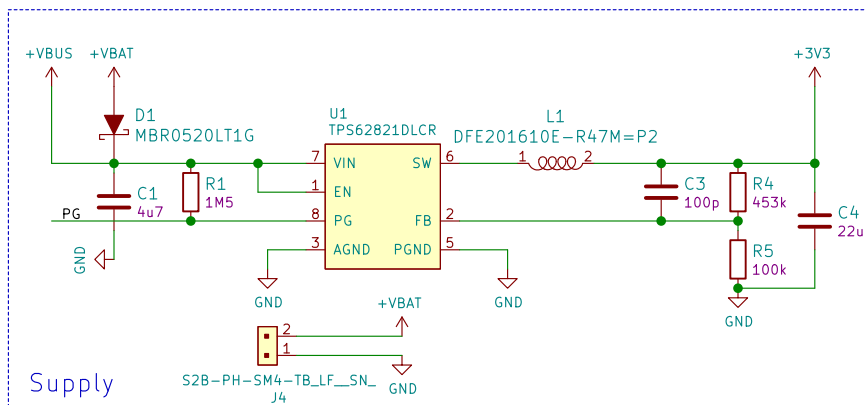 +VBUS
+VBAT
+3V3
D1
MBR0520LT1G
U1
TPS62821DLCR
L1
DFE201610E-R47M=P2
7
VIN
SW
6
1
2
1
EN
8
PG
FB
2
3
AGND
PGND
5
C1
4u7
R1
1M5
PG
C3
100p
R4
453k
C4
22u
R5
100k
GND
GND
GND
GND
+VBAT
2
1
GND
S2B-PH-SM4-TB_LF__SN_
J4
Supply